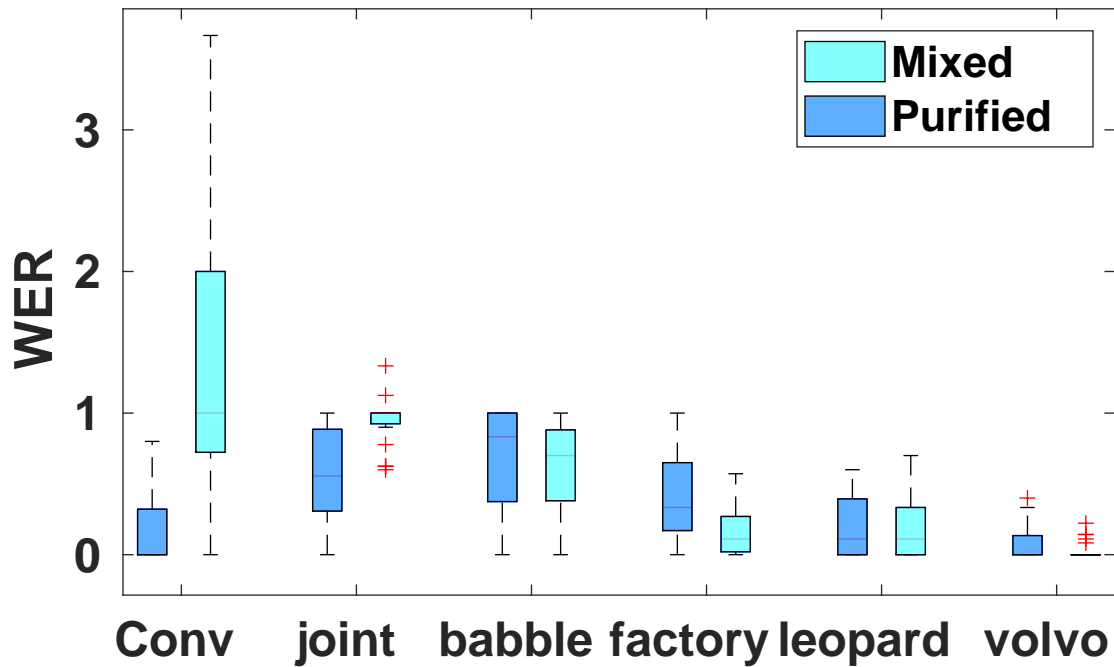 Mixed
Purified
3
2
1
0
WER
Conv joint babble factory leopard volvo